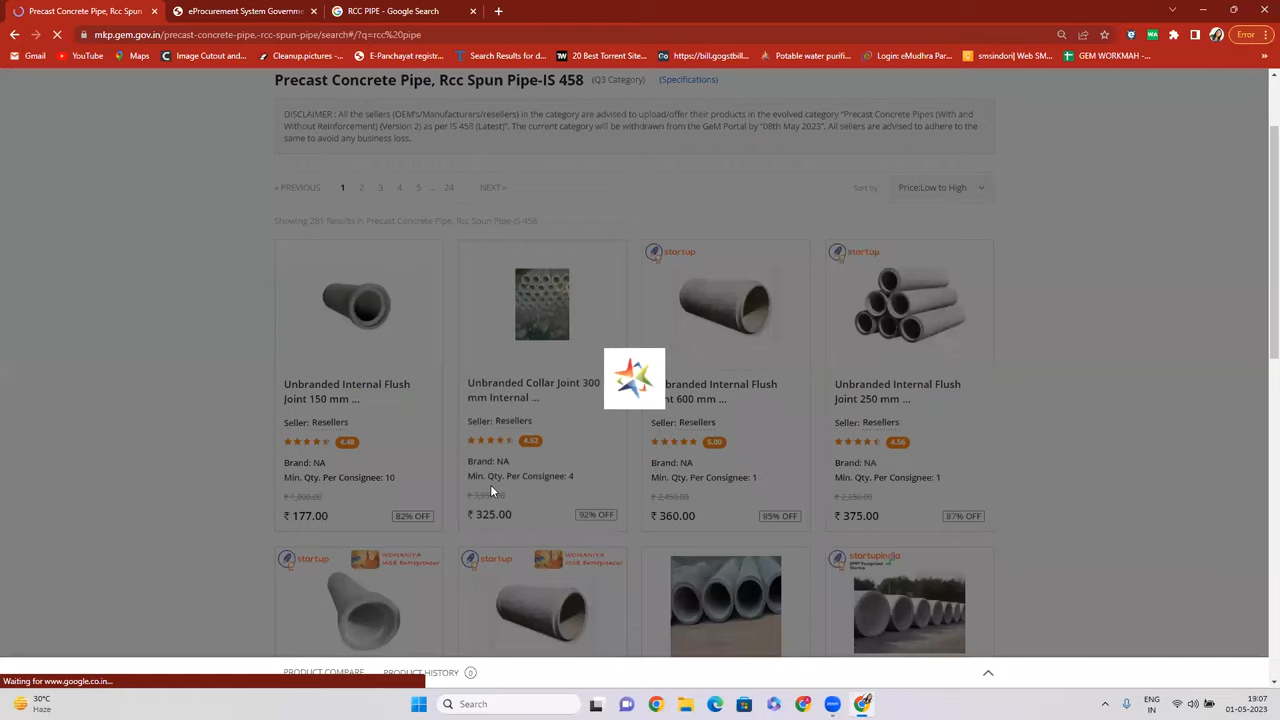 Precast Concrete Pipe, Rcc Spun
eProcurement System Governme
RCC PIPE - Google Search
mkp.gem.gov.in/precast-concrete-pipe,-rcc-spun-pipe/search#/?q=rcc%20pipe
Error
Gmail
YouTube
Maps
Image Cutout and...
Cleanup.pictures -...
E-Panchayat registr...
Search Results for d...
20 Best Torrent Site...
https://bill.gogstbill...
Potable water purifi...
Login: eMudhra Par...
smsindori| Web SM...
GEM WORKMAH -...
Precast Concrete Pipe, Rcc Spun Pipe-IS 458 (Q3 Category) (Specifications)
DISCLAIMER : All the sellers (OEM's/Manufacturers/resellers) in the category are advised to upload/offer their products in the evolved category "Precast Concrete Pipes (With and
Without Reinforcement) (Version 2) as per IS 458 (Latest)". The current category will be withdrawn from the GeM Portal by "08th May 2023". All sellers are advised to adhere to the
same to avoid any business loss.
« PREVIOUS 1 2 3 4 5 ... 24 NEXT »
Sort by Price:Low to High
Showing 281 Results in Precast Concrete Pipe, Rcc Spun Pipe-IS 458
startup
startup
Unbranded Internal Flush
Joint 150 mm ...
Seller: Resellers
4.48
Brand: NA
Min. Qty. Per Consignee: 10
₹ 177.00 82% OFF
Unbranded Collar Joint 300
mm Internal ...
Seller: Resellers
4.52
Brand: NA
Min. Qty. Per Consignee: 4
₹ 325.00 92% OFF
branded Internal Flush
t 600 mm ...
Seller: Resellers
5.00
Brand: NA
Min. Qty. Per Consignee: 1
₹ 2,450.00
₹ 360.00 85% OFF
Unbranded Internal Flush
Joint 250 mm ...
Seller: Resellers
4.56
Brand: NA
Min. Qty. Per Consignee: 1
₹ 2,850.00
₹ 375.00 87% OFF
startup
WOMANIYA
startup
WOMANIYA
startupindia
PRODUCT COMPARE PRODUCT HISTORY 0
Waiting for www.google.co.in...
30°C
Haze
Search
ENG
IN
19:07
01-05-2023